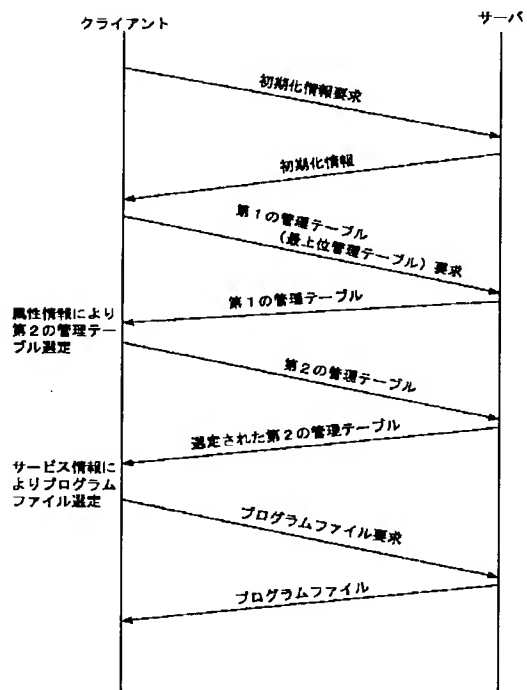 クライアント
サーバ
初期化情報要求
初期化情報
第1の管理テーブル
(最上位管理テーブル)要求
第1の管理テーブル
属性情報により
第2の管理テー
ブル選定
第2の管理テーブル
選定された第2の管理テーブル
サービス情報に
よりプログラム
ファイル選定
プログラムファイル要求
プログラムファイル